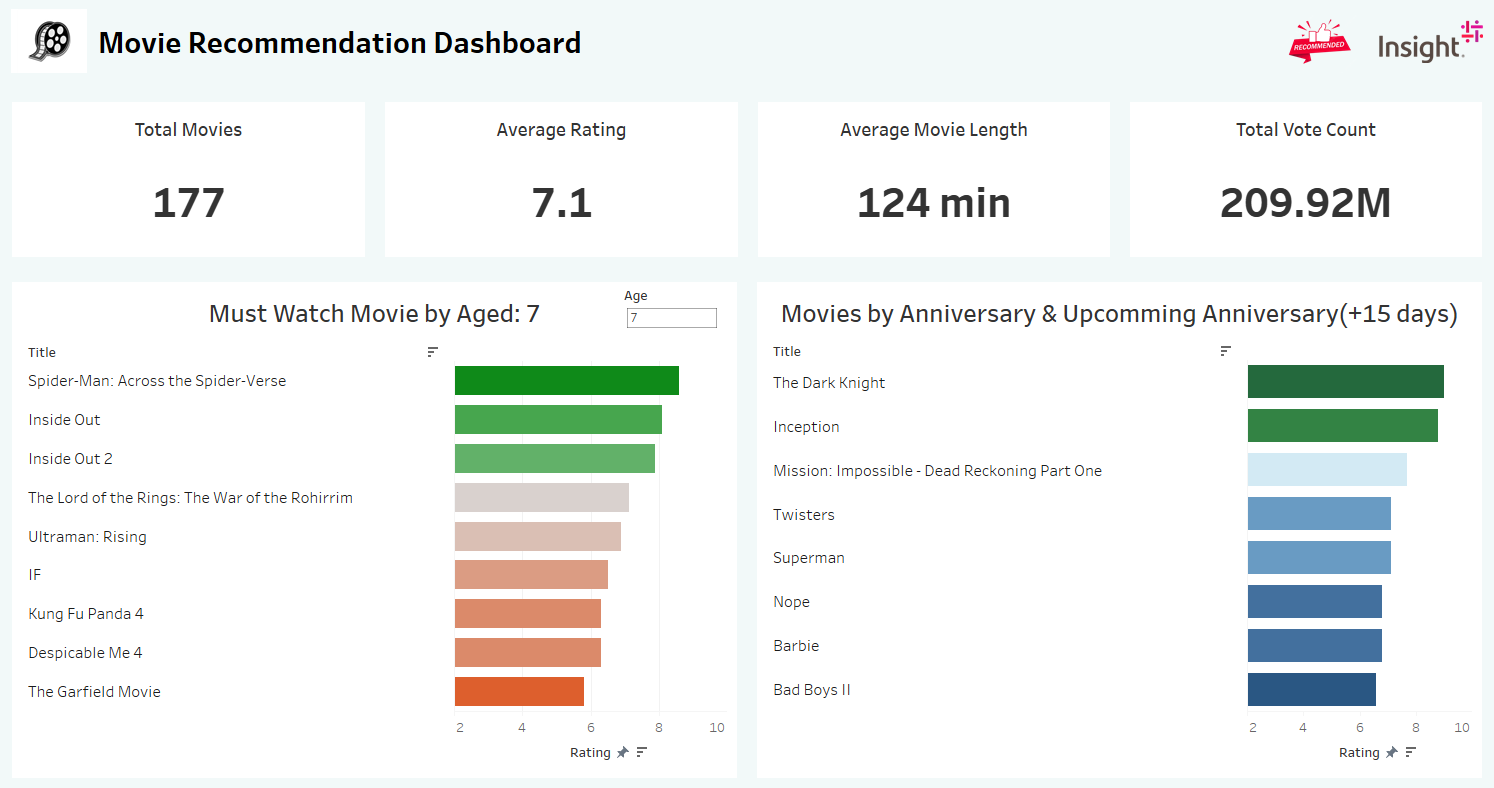 Movie Recommendation Dashboard
RECOMMENDED
Insight
Total Movies
177
Average Rating
7.1
Average Movie Length
124 min
Total Vote Count
209.92M
Must Watch Movie by Aged: 7
Age
7
Title
Spider-Man: Across the Spider-Verse
Inside Out
Inside Out 2
The Lord of the Rings: The War of the Rohirrim
Ultraman: Rising
IF
Kung Fu Panda 4
Despicable Me 4
The Garfield Movie
2 4 6 8 10
Rating
Movies by Anniversary & Upcomming Anniversary(+15 days)
Title
The Dark Knight
Inception
Mission: Impossible - Dead Reckoning Part One
Twisters
Superman
Nope
Barbie
Bad Boys II
2 4 6 8 10
Rating